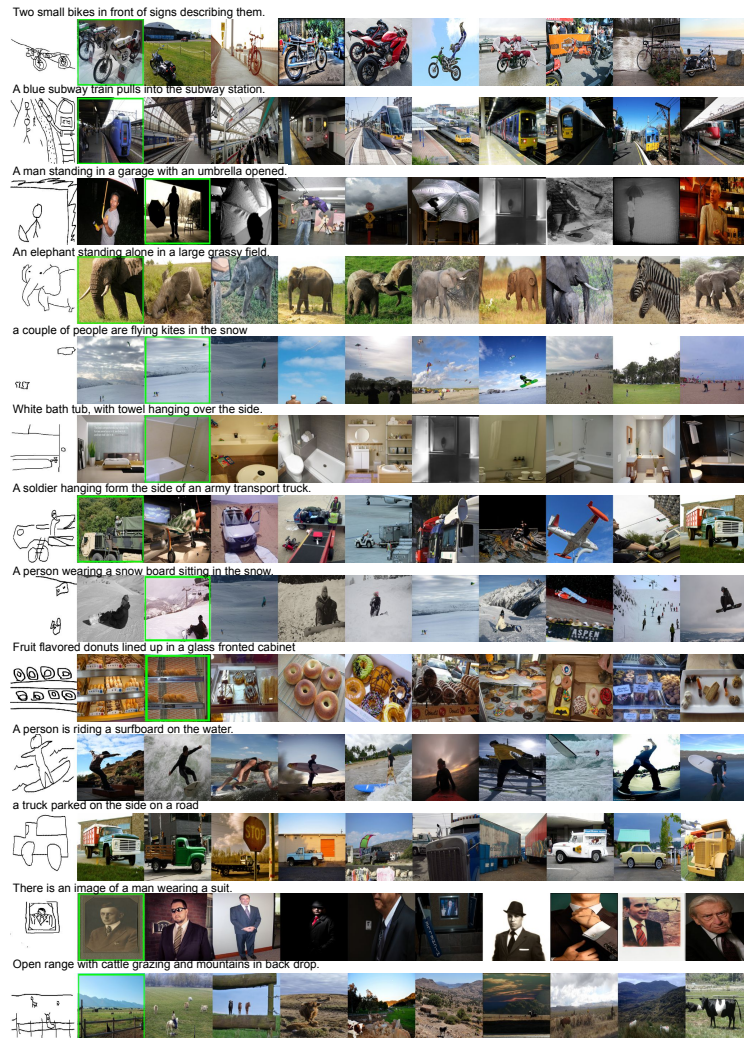 Two small bikes in front of signs describing them.
A blue subway train pulls into the subway station.
A man standing in a garage with an umbrella opened.
An elephant standing alone in a large grassy field.
a couple of people are flying kites in the snow
White bath tub, with towel hanging over the side.
A soldier hanging form the side of an army transport truck.
A person wearing a snow board sitting in the snow.
ASPEN
Fruit flavored donuts lined up in a glass fronted cabinet
A person is riding a surfboard on the water.
a truck parked on the side on a road
STOP
There is an image of a man wearing a suit.
Open range with cattle grazing and mountains in back drop.